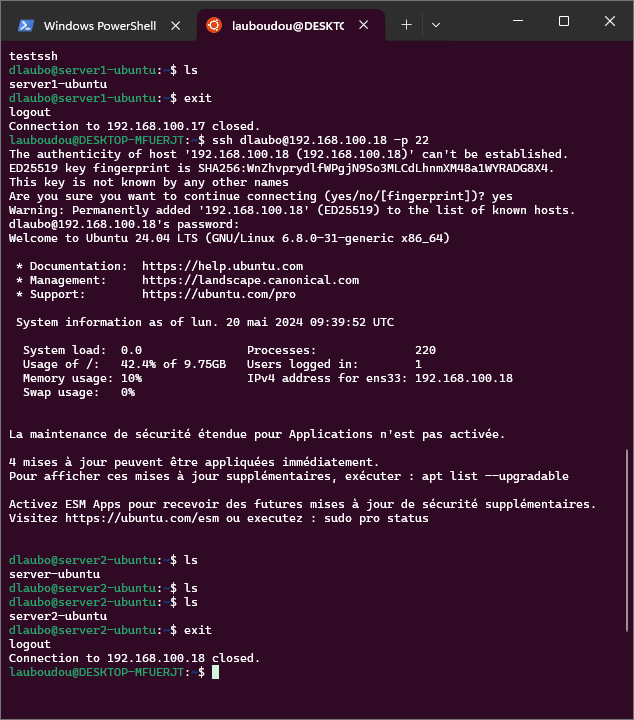 Windows PowerShell
lauboudou@DESKTC
testssh
dlaubo@server1-ubuntu:~$ ls
server1-ubuntu
dlaubo@server1-ubuntu:~$ exit
logout
Connection to 192.168.100.17 closed.
lauboudou@DESKTOP-MFUERJT:~$ ssh dlaubo@192.168.100.18 -p 22
The authenticity of host '192.168.100.18 (192.168.100.18)' can't be established.
ED25519 key fingerprint is SHA256:WnZhvprydlfWPgjN9So3MLCdLhnmXM48a1WYRADG8X4.
This key is not known by any other names
Are you sure you want to continue connecting (yes/no/[fingerprint])? yes
Warning: Permanently added '192.168.100.18' (ED25519) to the list of known hosts.
dlaubo@192.168.100.18's password:
Welcome to Ubuntu 24.04 LTS (GNU/Linux 6.8.0-31-generic x86_64)
* Documentation:  https://help.ubuntu.com
* Management:     https://landscape.canonical.com
* Support:        https://ubuntu.com/pro
System information as of lun. 20 mai 2024 09:39:52 UTC
System load:  0.0               Processes:              220
Usage of /:   42.4% of 9.75GB   Users logged in:        1
Memory usage: 10%               IPv4 address for ens33: 192.168.100.18
Swap usage:   0%
La maintenance de sécurité étendue pour Applications n'est pas activée.
4 mises à jour peuvent être appliquées immédiatement.
Pour afficher ces mises à jour supplémentaires, exécuter : apt list --upgradable
Activez ESM Apps pour recevoir des futures mises à jour de sécurité supplémentaires.
Visitez https://ubuntu.com/esm ou executez : sudo pro status
dlaubo@server2-ubuntu:~$ ls
server-ubuntu
dlaubo@server2-ubuntu:~$ ls
dlaubo@server2-ubuntu:~$ ls
server2-ubuntu
dlaubo@server2-ubuntu:~$ exit
logout
Connection to 192.168.100.18 closed.
lauboudou@DESKTOP-MFUERJT:~$